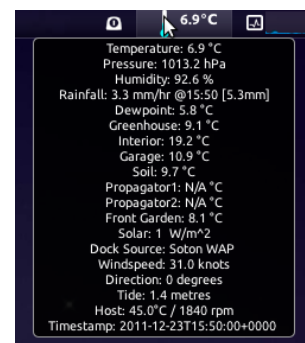 6.9°C
Temperature: 6.9 °C
Pressure: 1013.2 hPa
Humidity: 92.6 %
Rainfall: 3.3 mm/hr @15:50 [5.3mm]
Dewpoint: 5.8 °C
Greenhouse: 9.1 °C
Interior: 19.2 °C
Garage: 10.9 °C
Soil: 9.7 °C
Propagator1: N/A °C
Propagator2: N/A °C
Front Garden: 8.1 °C
Solar: 1  W/m^2
Dock Source: Soton WAP
Windspeed: 31.0 knots
Direction: 0 degrees
Tide: 1.4 metres
Host: 45.0°C / 1840 rpm
Timestamp: 2011-12-23T15:50:00+0000